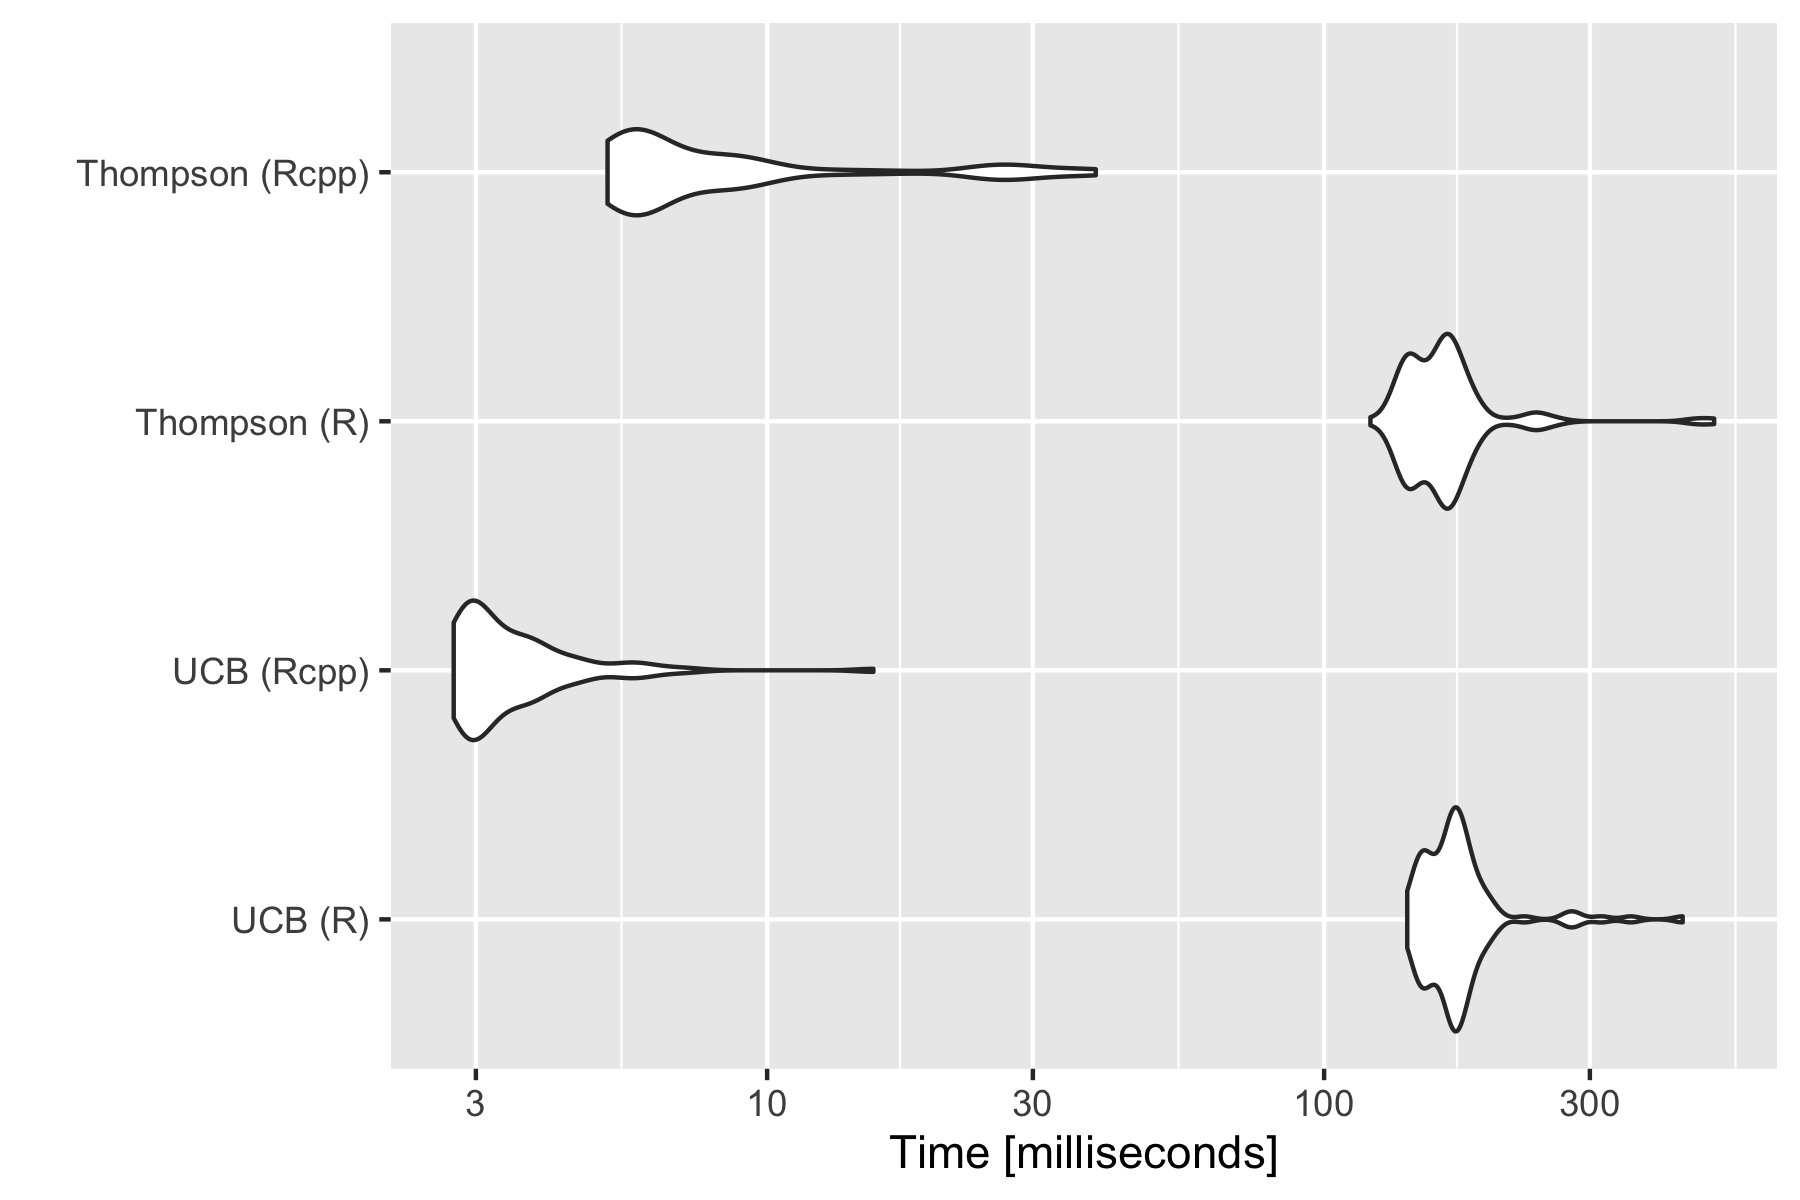 Thompson (Rcpp)
Thompson (R)
UCB (Rcpp)
UCB (R)
3 10 30 100 300
Time [milliseconds]